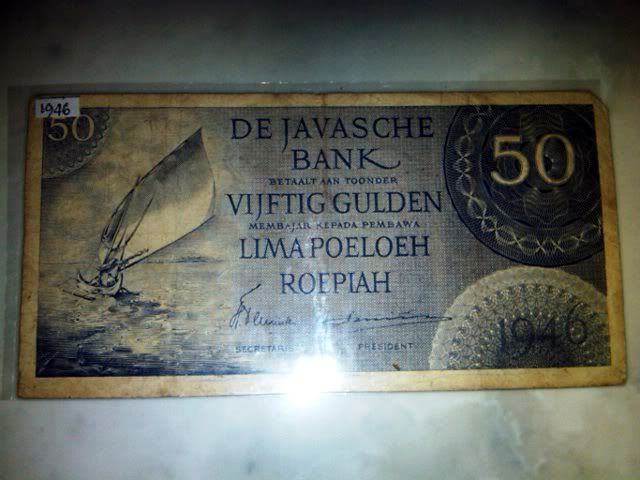 1946
50
DE JAVASCHE
BANK
50
BETAALT AAN TOONDER
VIJFTIG GULDEN
MEMBAJAR KEPADA PEMBAWA
LIMA POELOEH
ROEPIAH
SECRETARIS
PRESIDENT
1946